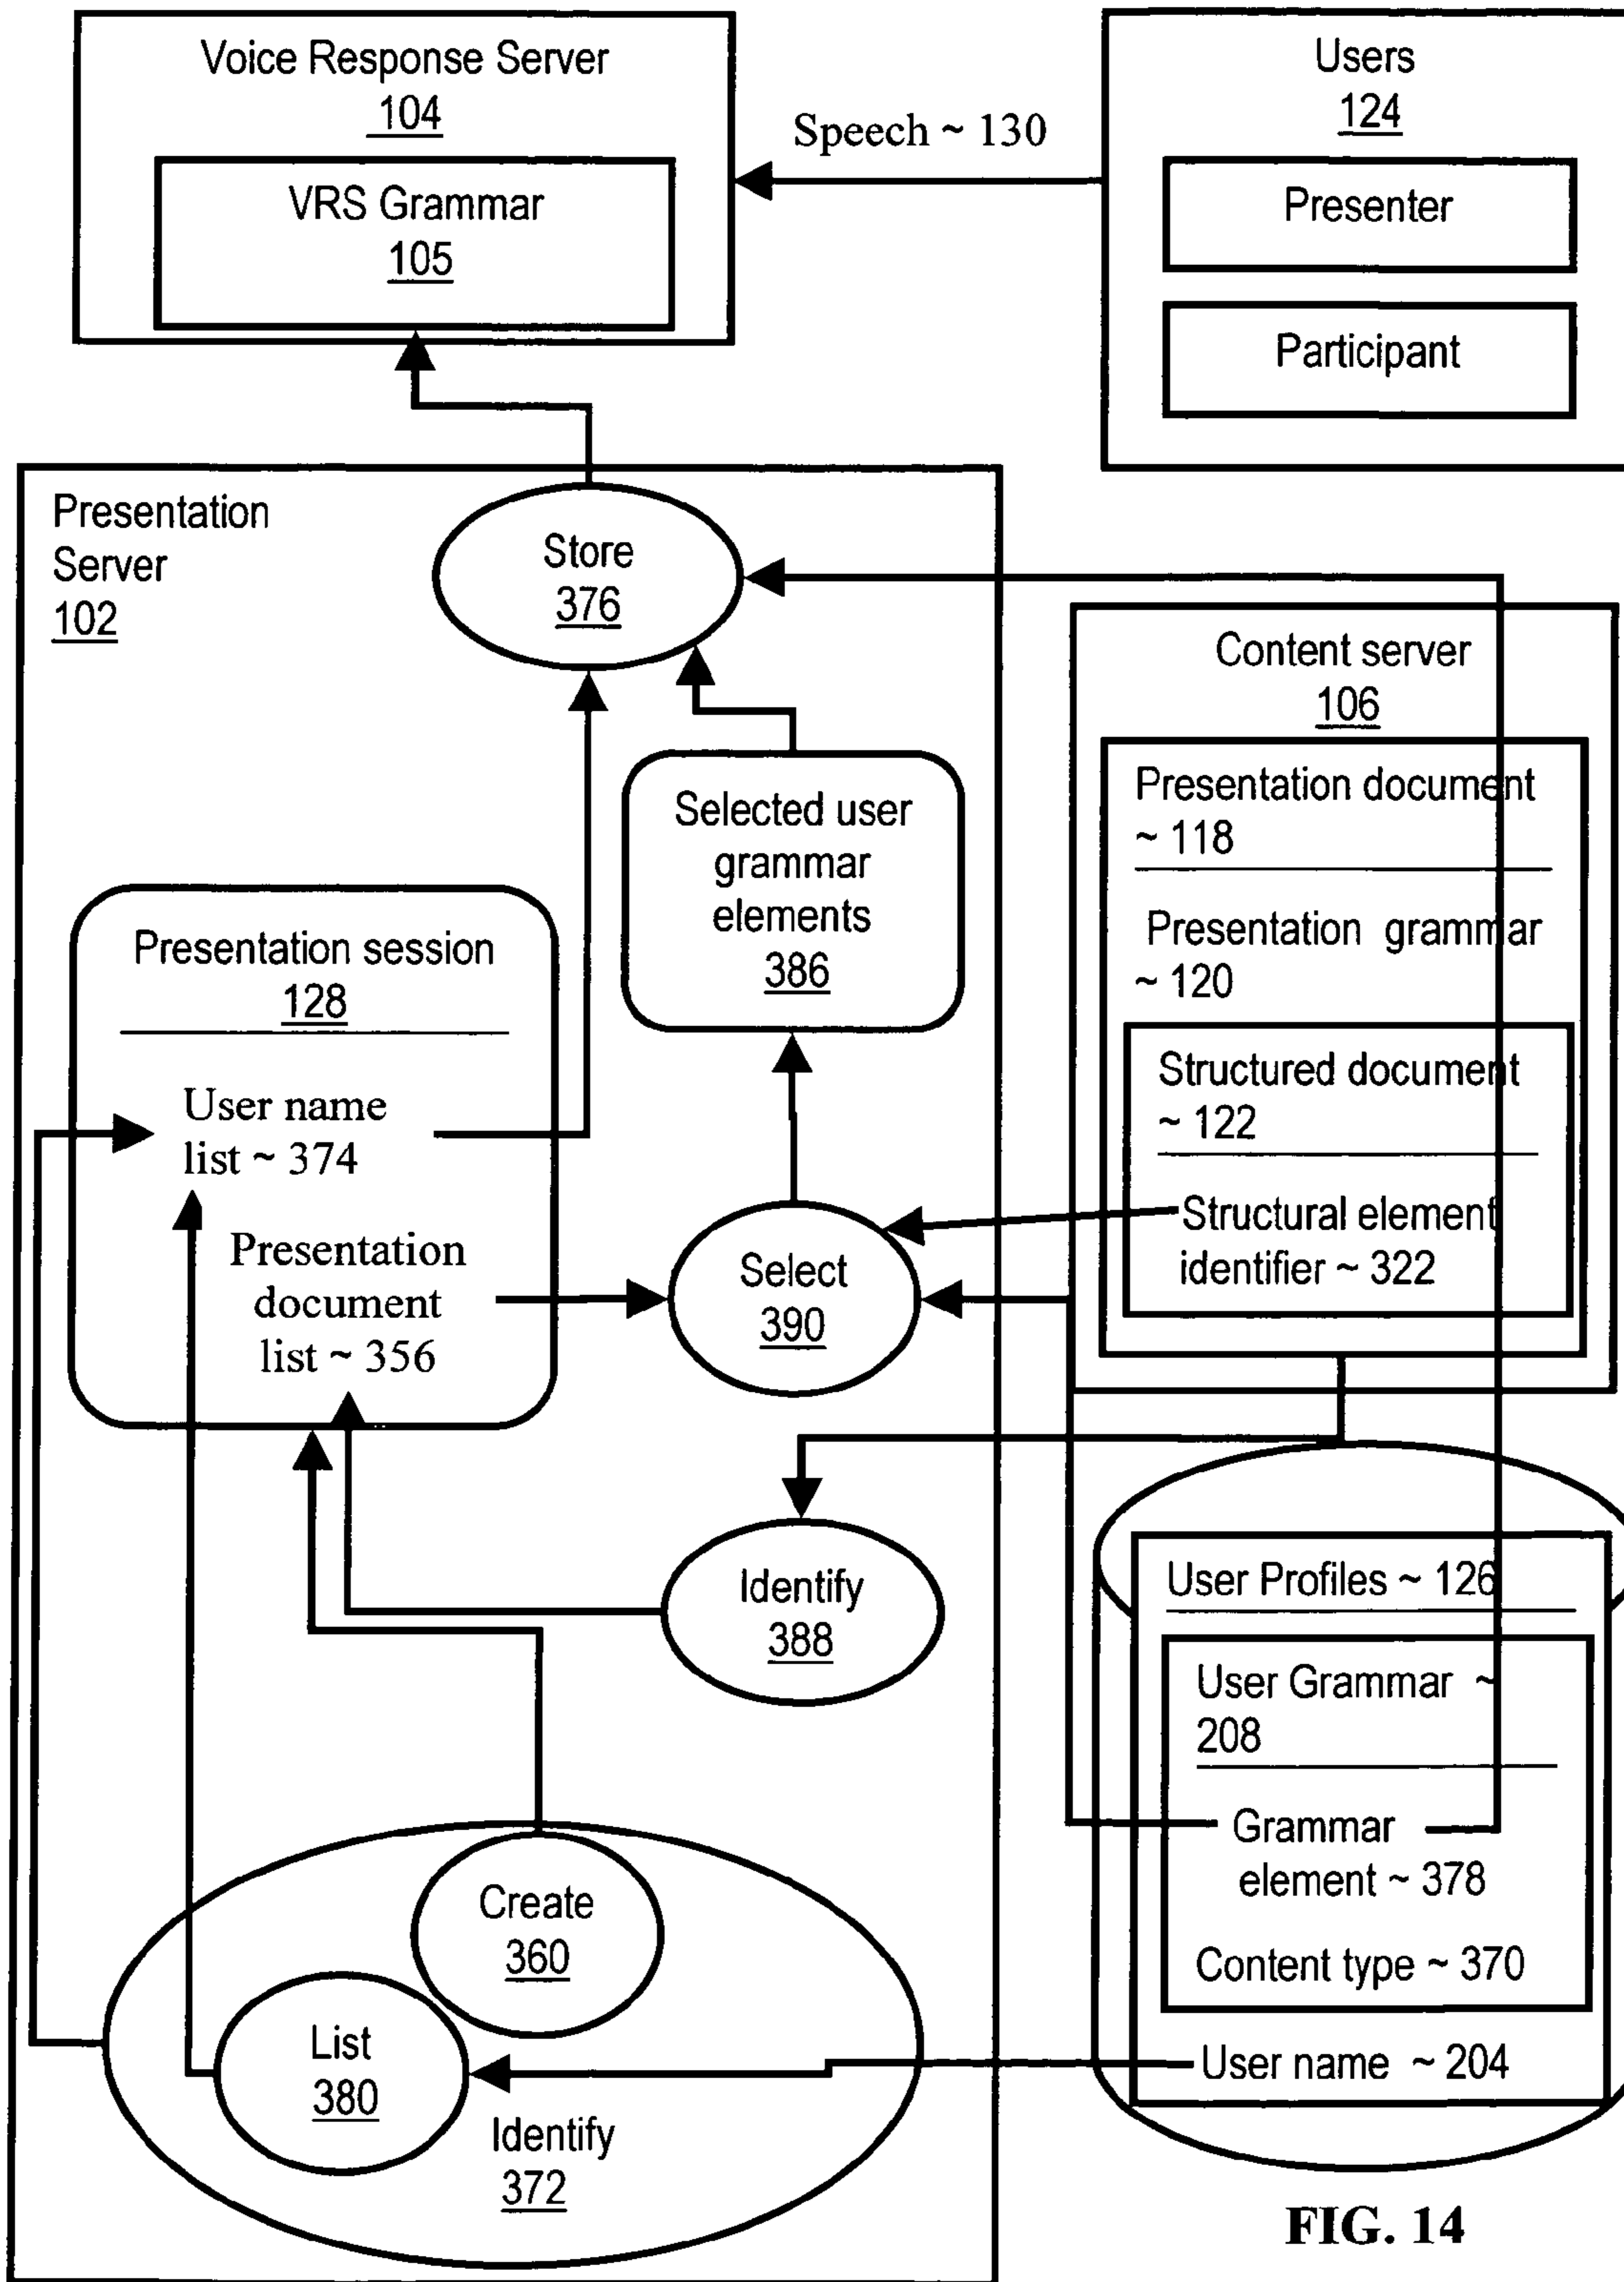 Voice Response Server
104
VRS Grammar
105
Speech ~ 130
Users
124
Presenter
Participant
Presentation
Server
102
Store
376
Content server
106
Selected user
grammar
elements
386
Presentation document
~ 118
Presentation grammar
~ 120
Presentation session
128
Structured document
~ 122
User name
list ~ 374
Structural element
identifier ~ 322
Presentation
document
list ~ 356
Select
390
Identify
388
User Profiles ~ 126
User Grammar ~
208
Grammar
element ~ 378
Content type ~ 370
Create
360
List
380
User name ~ 204
Identify
372
FIG. 14